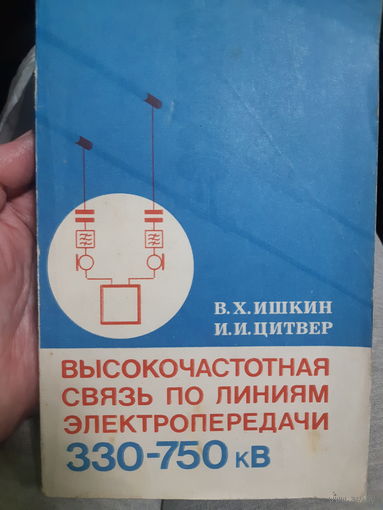 В.Х.ИШКИН
И.И.ЦИТВЕР
ВЫСОКОЧАСТОТНАЯ
СВЯЗЬ ПО ЛИНИЯМ
ЭЛЕКТРОПЕРЕДАЧИ
330-750 кВ